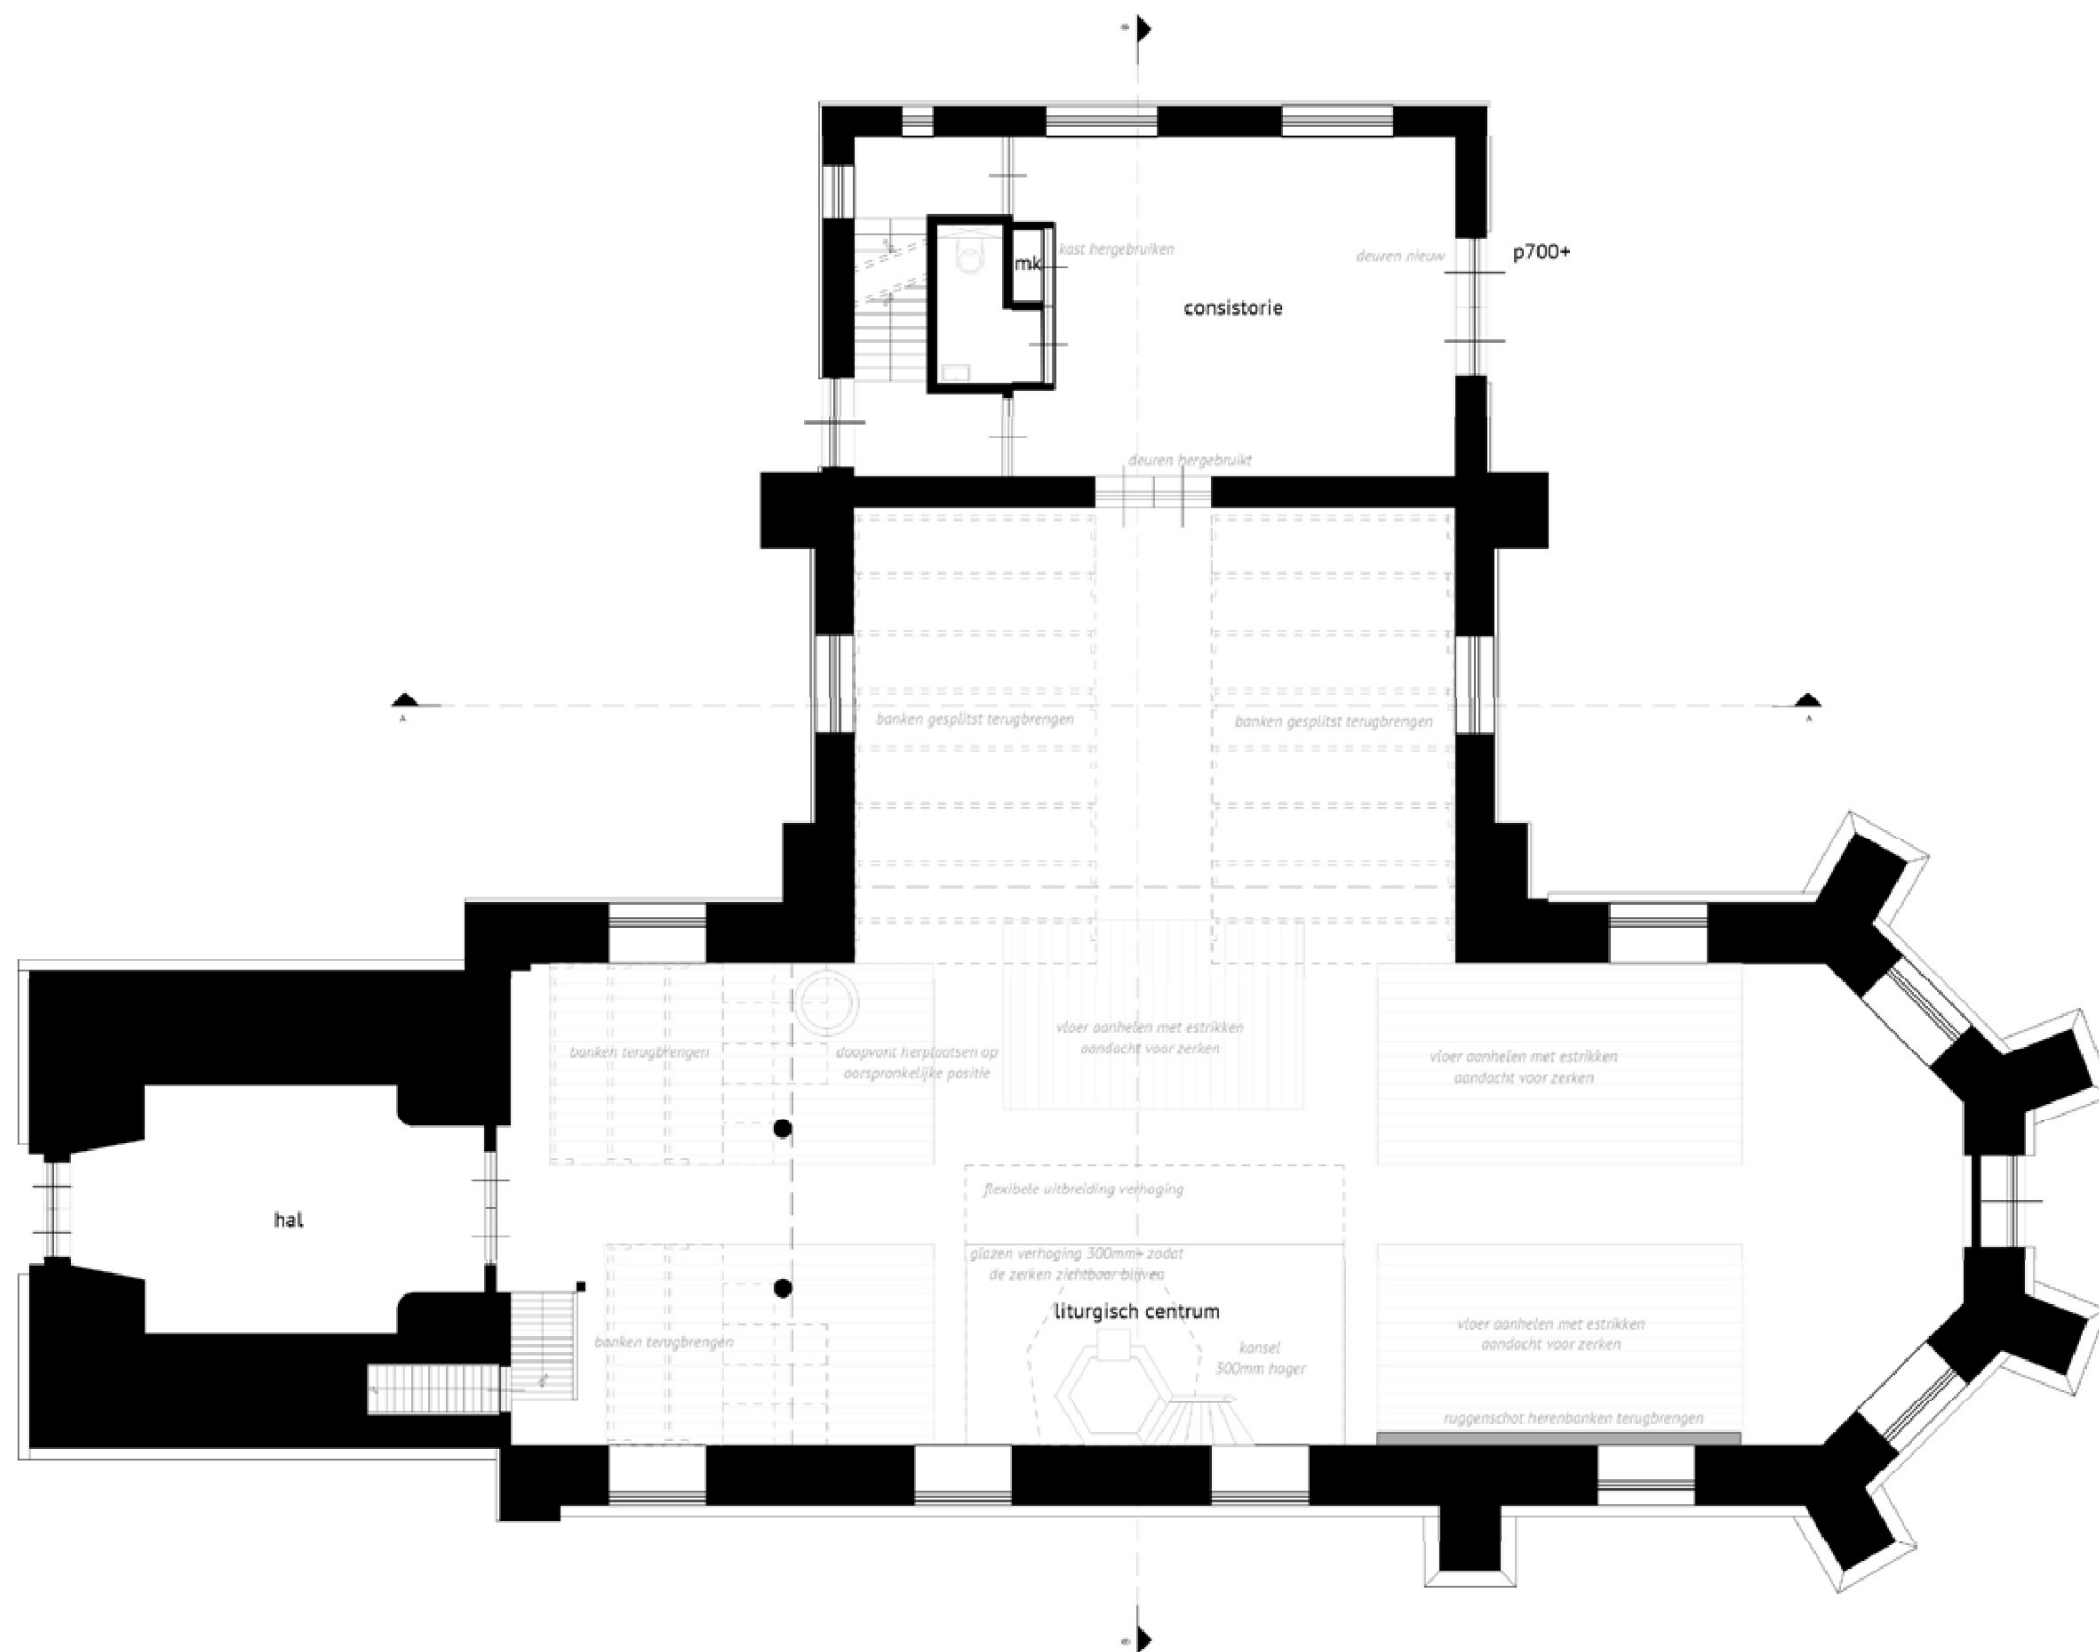 B
kast hergebruiken
mk
deuren nieuw
p700+
consistorie
deuren hergebruikt
A
A
banken gesplitst terugbrengen
banken gesplitst terugbrengen
banken terugbrengen
doopvont herplaatsen op
oorspronkelijke positie
vloer aanhelen met estrikken
aandacht voor zerken
vloer aanhelen met estrikken
aandacht voor zerken
flexibele uitbreiding verhoging
hal
glazen verhoging 300mm+ zodat
de zerken zichtbaar blijven
liturgisch centrum
banken terugbrengen
kansel
300mm hoger
vloer aanhelen met estrikken
aandacht voor zerken
ruggenschot herenbanken terugbrengen
B